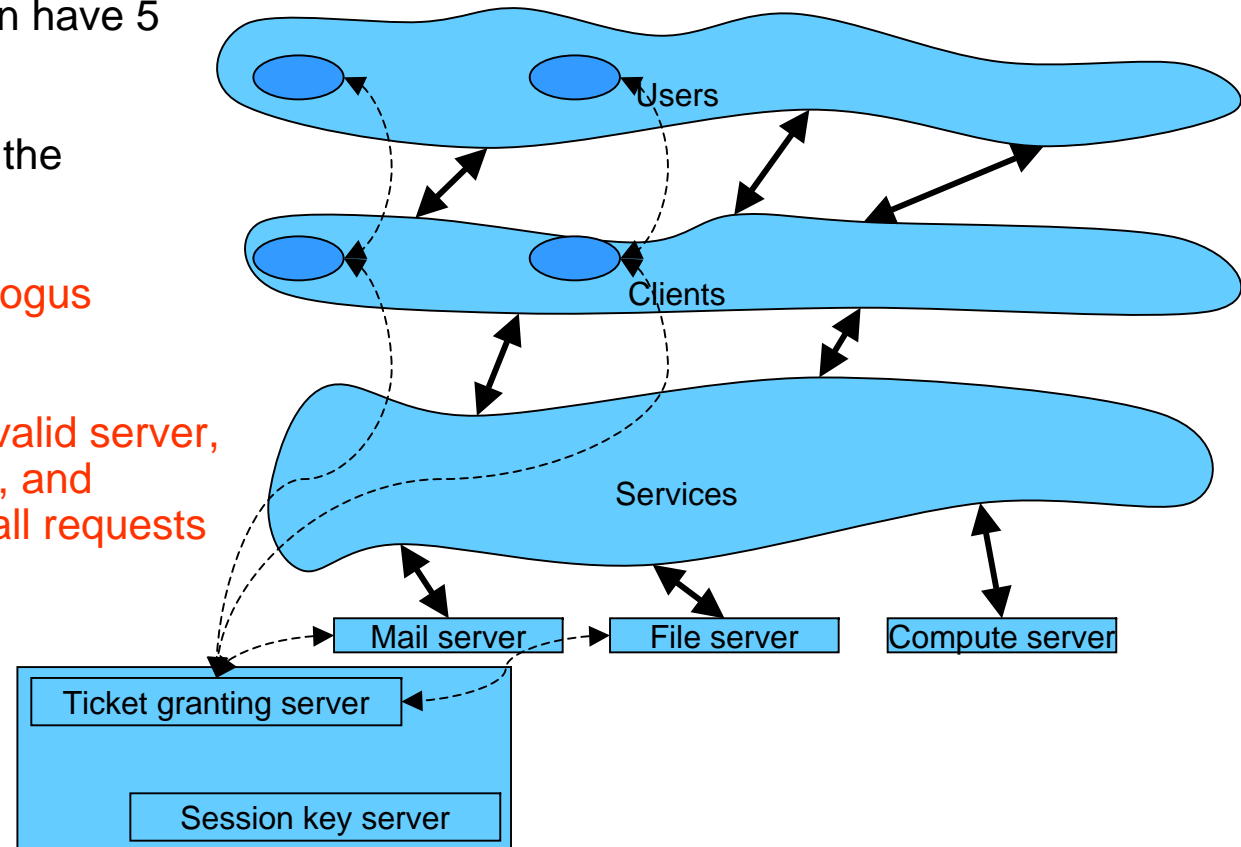 n have 5
the
ogus
valid server,
, and
all requests
Users
Clients
Services
Mail server
File server
Compute server
Ticket granting server
Session key server